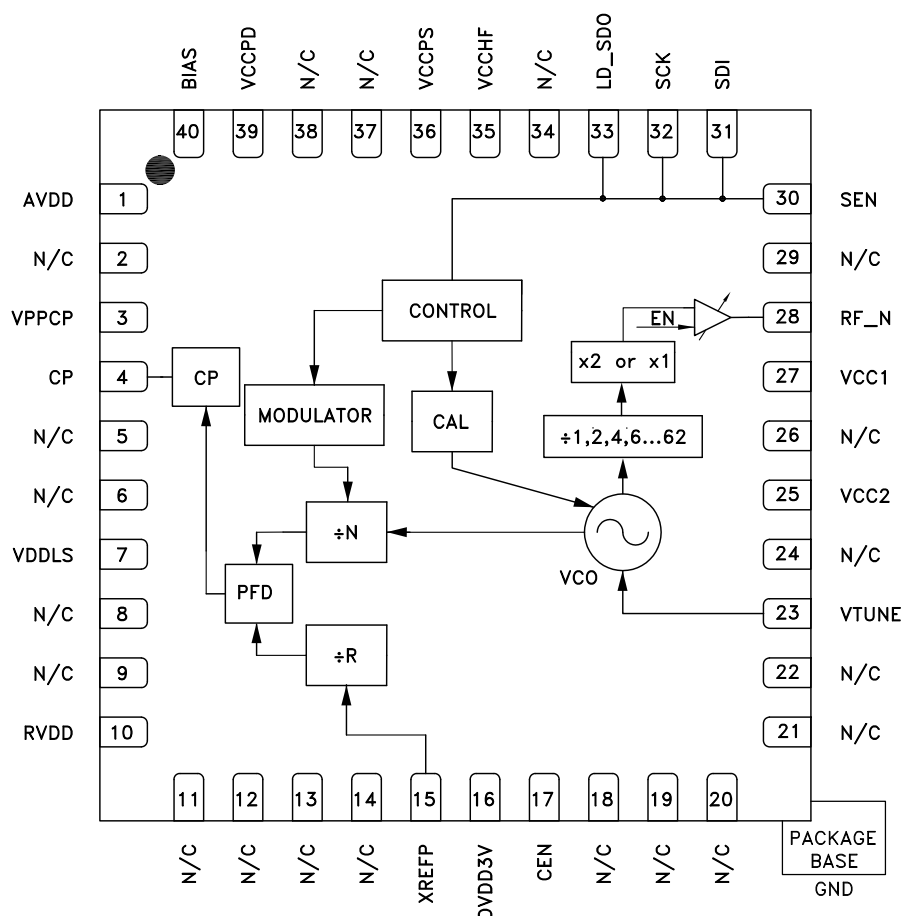 BIAS
VCCPD
N/C
N/C
VCCPS
VCCHF
N/C
LD_SDO
SCK
SDI
40
39
38
37
36
35
34
33
32
31
AVDD 1
30 SEN
N/C 2
29 N/C
CONTROL
VPPCP 3
EN
28 RF_N
x2 or x1
CP 4
CP
27 VCC1
MODULATOR
CAL
÷1,2,4,6...62
N/C 5
26 N/C
N/C 6
25 VCC2
÷N
VDDLS 7
VCO
24 N/C
PFD
N/C 8
23 VTUNE
÷R
N/C 9
22 N/C
RVDD 10
21 N/C
11
12
13
14
15
16
17
18
19
20
N/C
N/C
N/C
N/C
XREFP
DVDD3V
CEN
N/C
N/C
N/C
PACKAGE
BASE
GND